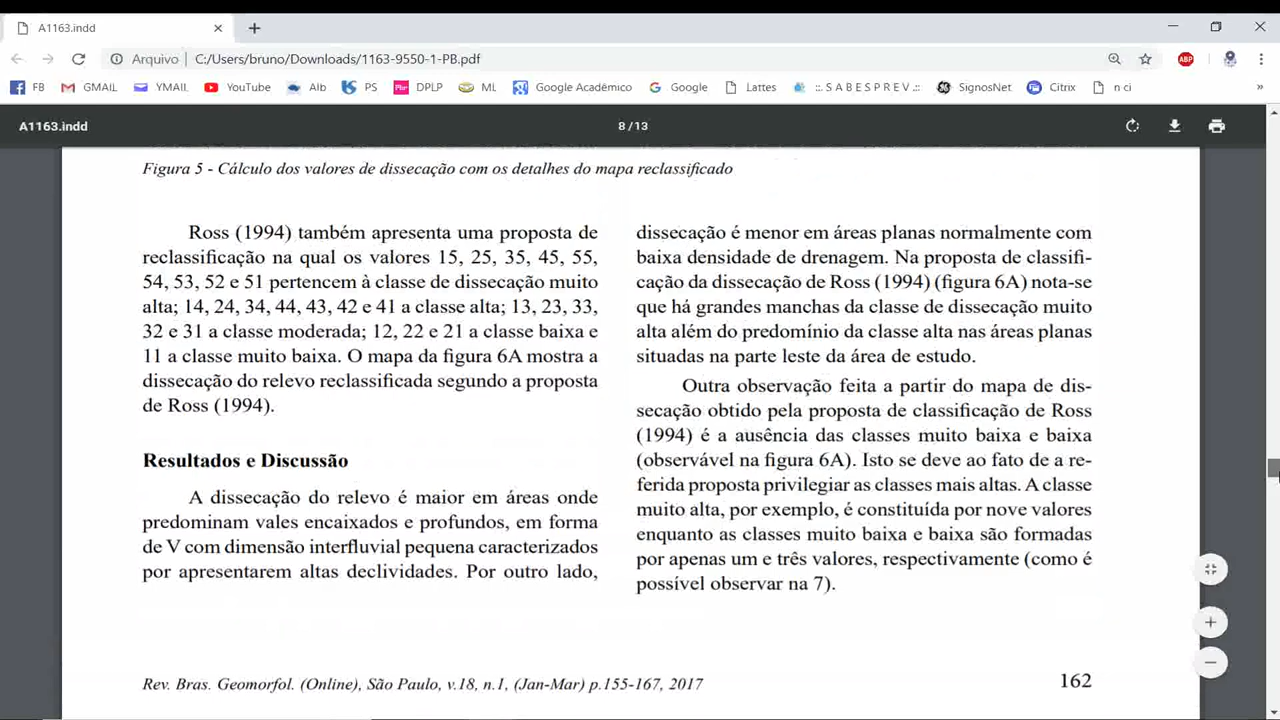 A1163.indd
Arquivo
C:/Users/bruno/Downloads/1163-9550-1-PB.pdf
ABP
FB
GMAIL
YMAIL
YouTube
Alb
PS
DPLP
ML
Google Acadêmico
Google
Lattes
.:: S A B E S P R E V .::
SignosNet
Citrix
n ci
»
A1163.indd
8 / 13
Figura 5 - Cálculo dos valores de dissecação com os detalhes do mapa reclassificado
Ross (1994) também apresenta uma proposta de
reclassificação na qual os valores 15, 25, 35, 45, 55,
54, 53, 52 e 51 pertencem à classe de dissecação muito
alta; 14, 24, 34, 44, 43, 42 e 41 a classe alta; 13, 23, 33,
32 e 31 a classe moderada; 12, 22 e 21 a classe baixa e
11 a classe muito baixa. O mapa da figura 6A mostra a
dissecação do relevo reclassificada segundo a proposta
de Ross (1994).
Resultados e Discussão
A dissecação do relevo é maior em áreas onde
predominam vales encaixados e profundos, em forma
de V com dimensão interfluvial pequena caracterizados
por apresentarem altas declividades. Por outro lado,
dissecação é menor em áreas planas normalmente com
baixa densidade de drenagem. Na proposta de classifi-
cação da dissecação de Ross (1994) (figura 6A) nota-se
que há grandes manchas da classe de dissecação muito
alta além do predomínio da classe alta nas áreas planas
situadas na parte leste da área de estudo.
Outra observação feita a partir do mapa de dis-
secação obtido pela proposta de classificação de Ross
(1994) é a ausência das classes muito baixa e baixa
(observável na figura 6A). Isto se deve ao fato de a re-
ferida proposta privilegiar as classes mais altas. A classe
muito alta, por exemplo, é constituída por nove valores
enquanto as classes muito baixa e baixa são formadas
por apenas um e três valores, respectivamente (como é
possível observar na 7).
Rev. Bras. Geomorfol. (Online), São Paulo, v.18, n.1, (Jan-Mar) p.155-167, 2017
162